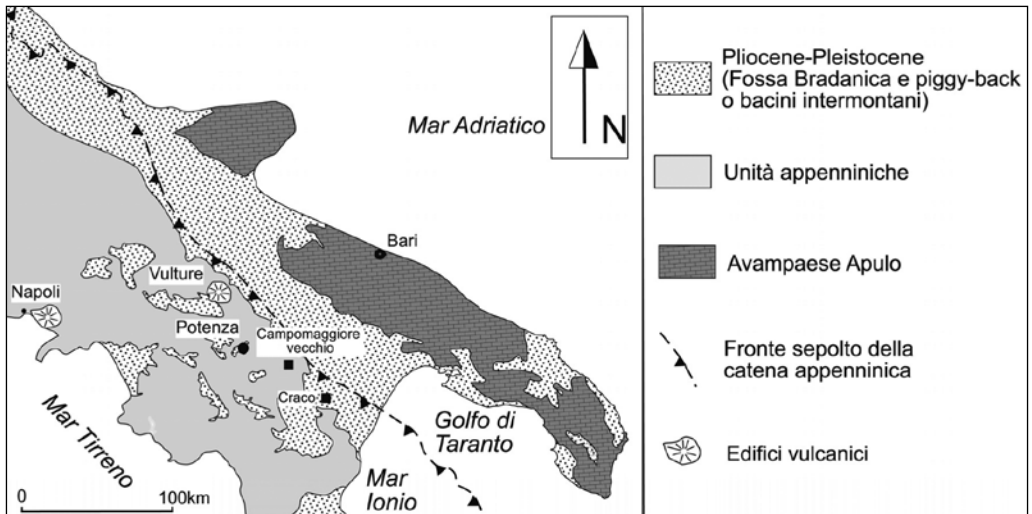 Mar Adriatico
N
Bari
Vulture
Napoli
Potenza
Campomaggiore
vecchio
Craco
Golfo di
Taranto
Mar Tirreno
Mar
Ionio
0
100km
Pliocene-Pleistocene
(Fossa Bradanica e piggy-back
o bacini intermontani)
Unità appenniniche
Avampaese Apulo
Fronte sepolto della
catena appenninica
Edifici vulcanici